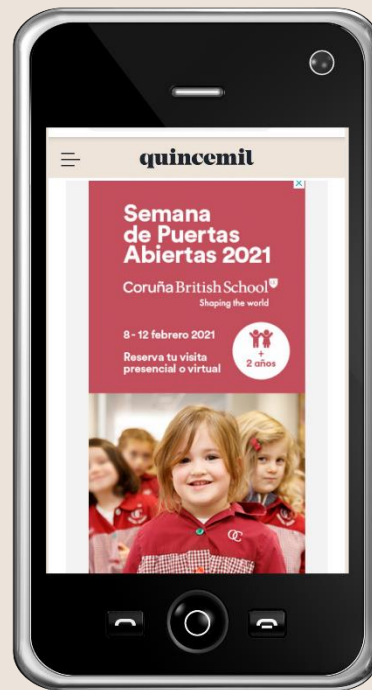 quincemil
Semana
de Puertas
Abiertas 2021
Coruña British School
Shaping the world
8 - 12 febrero 2021
Reserva tu visita
presencial o virtual
+
2 años